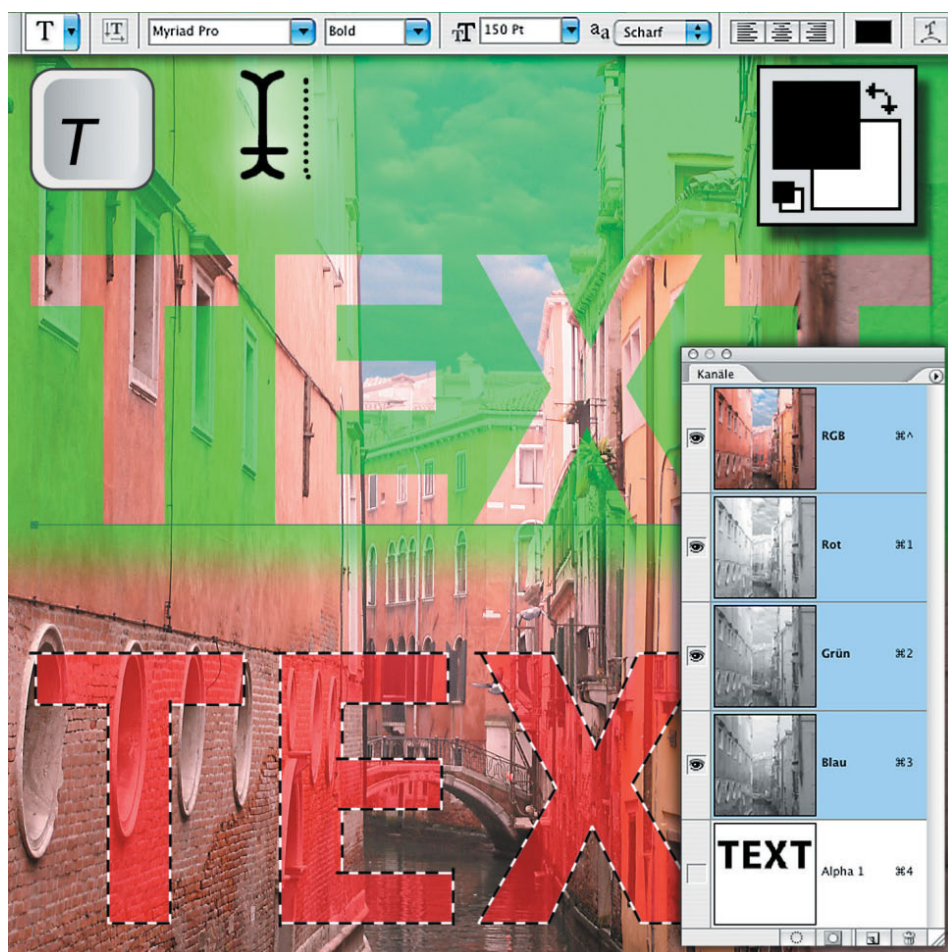 T Myriad Pro Bold 150 Pt aa Scharf
T
TEXT
Kanäle
RGB ⌘^
Rot ⌘1
Grün ⌘2
TEX
Blau ⌘3
TEXT Alpha 1 ⌘4